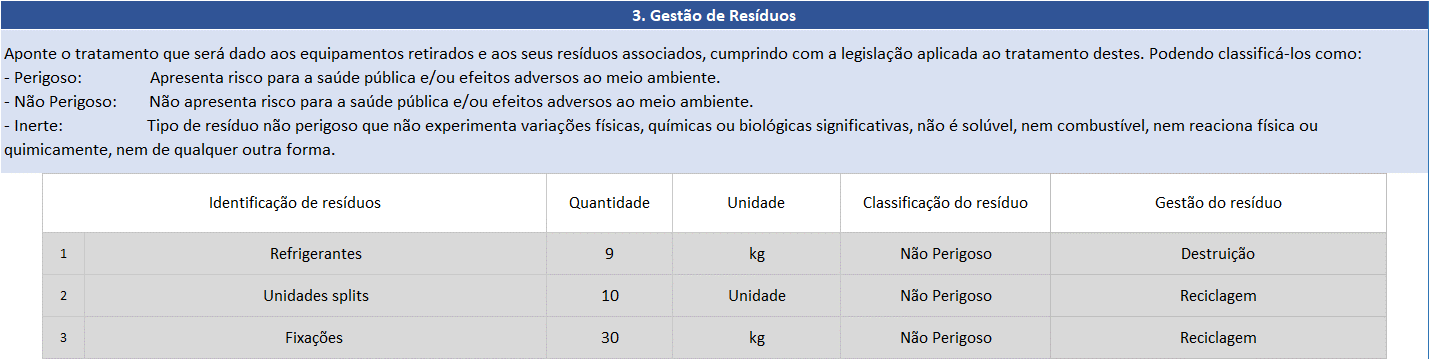 3. Gestão de Resíduos
Aponte o tratamento que será dado aos equipamentos retirados e aos seus resíduos associados, cumprindo com a legislação aplicada ao tratamento destes. Podendo classificá-los como:
- Perigoso: Apresenta risco para a saúde pública e/ou efeitos adversos ao meio ambiente.
- Não Perigoso: Não apresenta risco para a saúde pública e/ou efeitos adversos ao meio ambiente.
- Inerte: Tipo de resíduo não perigoso que não experimenta variações físicas, químicas ou biológicas significativas, não é solúvel, nem combustível, nem reaciona física ou
quimicamente, nem de qualquer outra forma.
Identificação de resíduos Quantidade Unidade Classificação do resíduo Gestão do resíduo
1 Refrigerantes 9 kg Não Perigoso Destruição
2 Unidades splits 10 Unidade Não Perigoso Reciclagem
3 Fixações 30 kg Não Perigoso Reciclagem